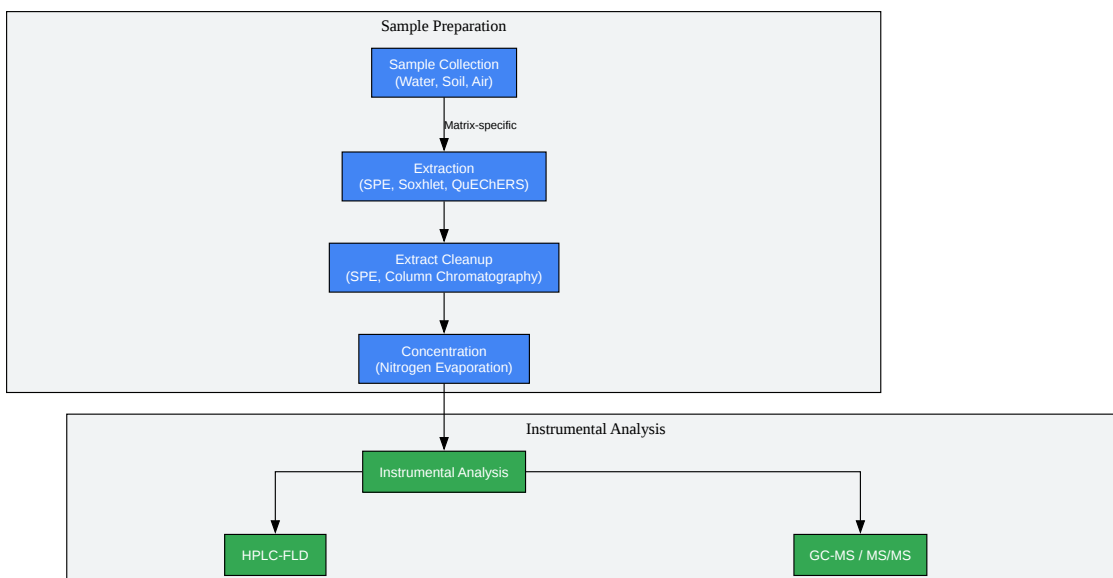 Sample Preparation
Sample Collection
(Water, Soil, Air)
Matrix-specific
Extraction
(SPE, Soxhlet, QuEChERS)
Extract Cleanup
(SPE, Column Chromatography)
Concentration
(Nitrogen Evaporation)
Instrumental Analysis
Instrumental Analysis
HPLC-FLD
GC-MS / MS/MS